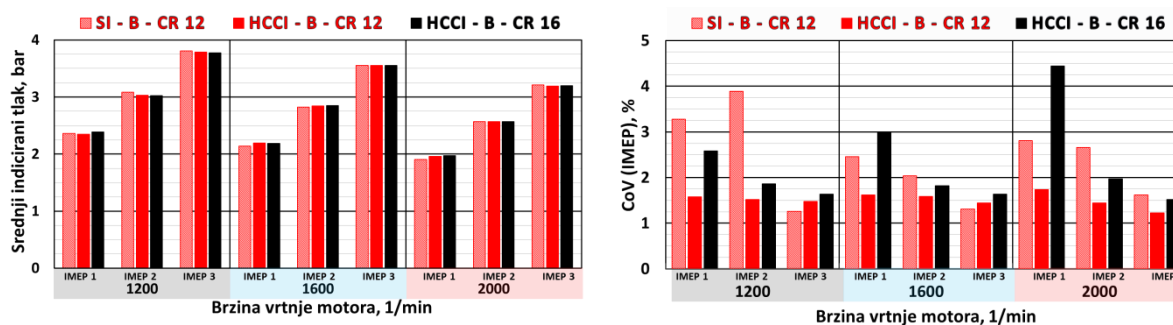 SI - B - CR 12 HCCI - B - CR 12 HCCI - B - CR 16
Srednji indicirani tlak, bar
4
3
2
1
0
IMEP 1 IMEP 2 IMEP 3 IMEP 1 IMEP 2 IMEP 3 IMEP 1 IMEP 2 IMEP 3
1200 1600 2000
Brzina vrtnje motora, 1/min
SI - B - CR 12 HCCI - B - CR 12 HCCI - B - CR 16
CoV (IMEP), %
5
4
3
2
1
0
IMEP 1 IMEP 2 IMEP 3 IMEP 1 IMEP 2 IMEP 3 IMEP 1 IMEP 2 IMEP
1200 1600 2000
Brzina vrtnje motora, 1/min